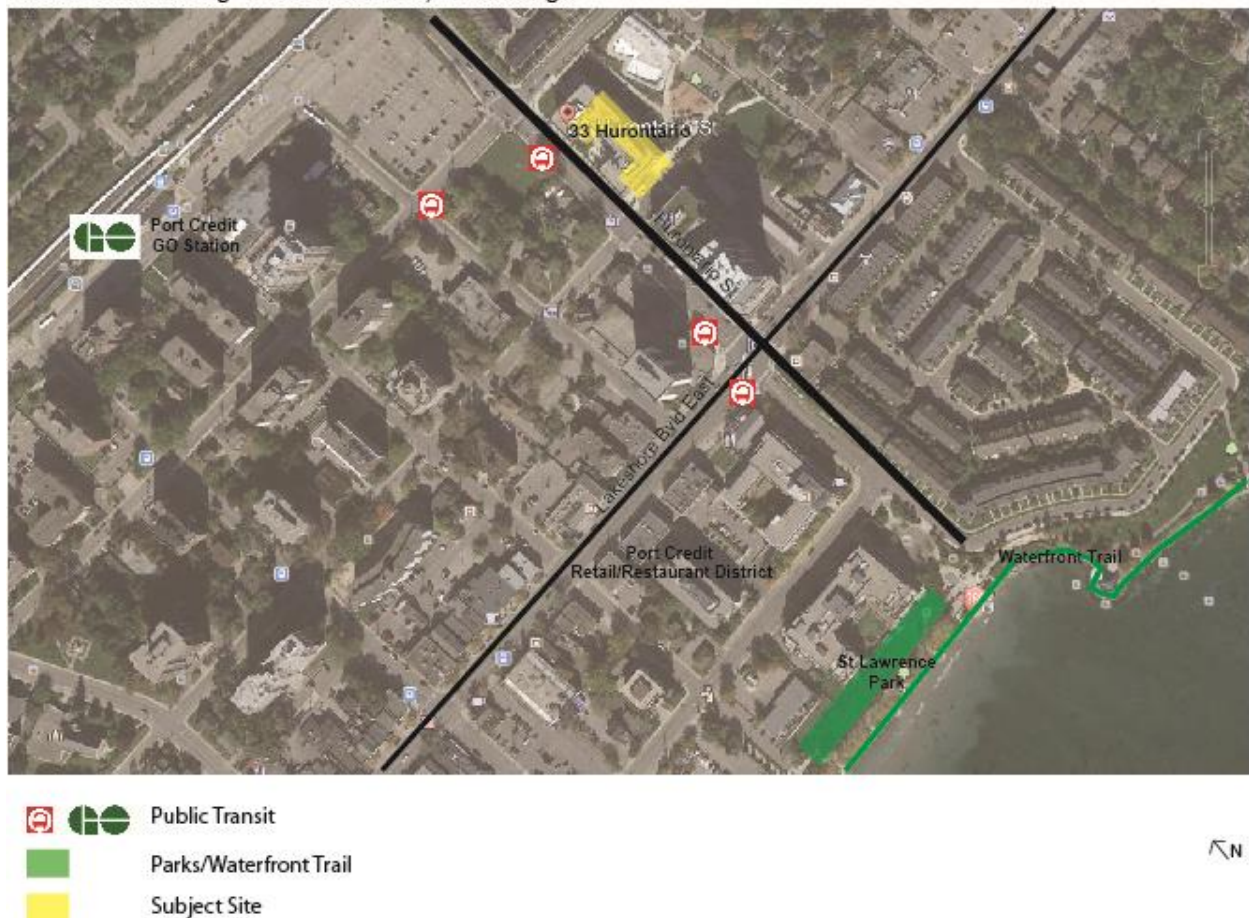 33 Hurontario
St
Port Credit
GO Station
Hurontario St
Lakeshore Blvd East
Port Credit
Retail/Restaurant District
Waterfront Trail
St Lawrence
Park
GO Public Transit
Parks/Waterfront Trail
N
Subject Site